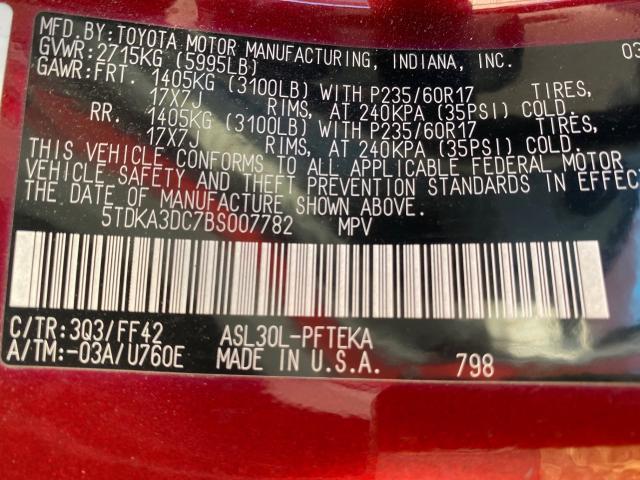 MFD.BY:TOYOTA MOTOR MANUFACTURING, INDIANA, INC. 03
GVWR:2715KG (5995LB)
GAWR:FRT. 1405KG (3100LB) WITH P235/60R17 TIRES,
17X7J RIMS, AT 240KPA (35PSI) COLD.
RR. 1405KG (3100LB) WITH P235/60R17 TIRES,
17X7J RIMS, AT 240KPA (35PSI) COLD.
THIS VEHICLE CONFORMS TO ALL APPLICABLE FEDERAL MOTOR
VEHICLE SAFETY AND THEFT PREVENTION STANDARDS IN EFFEC
THE DATE OF MANUFACTURE SHOWN ABOVE.
5TDKA3DC7BS007782 MPV
C/TR:3Q3/FF42 ASL30L-PFTEKA
A/TM:-03A/U760E MADE IN U.S.A. 798